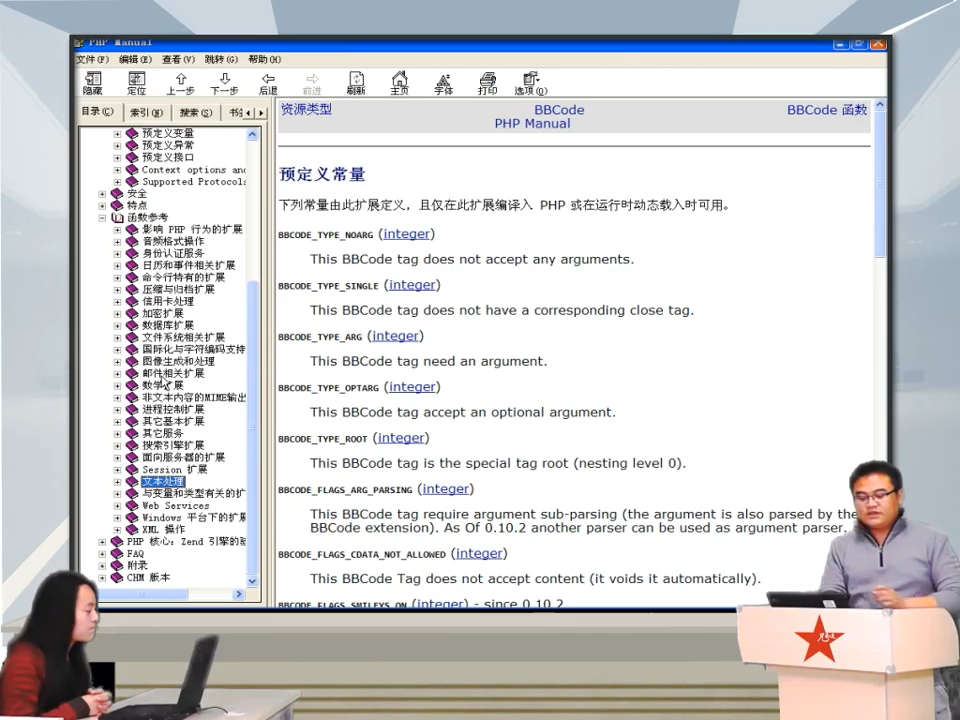 PHP Manual
文件(F) 编辑(E) 查看(V) 跳转(G) 帮助(H)
隐藏 定位 上一步 下一步 后退 前进 刷新 主页 字体 打印 选项(O)
目录(C) 索引(N) 搜索(S)
预定义变量
预定义异常
预定义接口
Context options an
Supported Protocols
安全
特点
函数参考
影响 PHP 行为的扩展
音频格式操作
身份认证服务
日历和事件相关扩展
命令行特有的扩展
压缩与归档扩展
信用卡处理
加密扩展
数据库扩展
文件系统相关扩展
国际化与字符编码支持
图像生成和处理
邮件相关扩展
数学扩展
非文本内容的MIME输出
进程控制扩展
其它基本扩展
其它服务
搜索引擎扩展
面向服务器的扩展
Session 扩展
文本处理
与变量和类型有关的扩
Web Services
Windows 平台下的扩展
XML 操作
PHP 核心：Zend 引擎的
FAQ
附录
CHM 版本
资源类型 BBCode BBCode 函数
PHP Manual
预定义常量
下列常量由此扩展定义，且仅在此扩展编译入 PHP 或在运行时动态载入时可用。
BBCODE_TYPE_NOARG (integer)
This BBCode tag does not accept any arguments.
BBCODE_TYPE_SINGLE (integer)
This BBCode tag does not have a corresponding close tag.
BBCODE_TYPE_ARG (integer)
This BBCode tag need an argument.
BBCODE_TYPE_OPTARG (integer)
This BBCode tag accept an optional argument.
BBCODE_TYPE_ROOT (integer)
This BBCode tag is the special tag root (nesting level 0).
BBCODE_FLAGS_ARG_PARSING (integer)
This BBCode tag require argument sub-parsing (the argument is also parsed by the
BBCode extension). As Of 0.10.2 another parser can be used as argument parser.
BBCODE_FLAGS_CDATA_NOT_ALLOWED (integer)
This BBCode Tag does not accept content (it voids it automatically).
BBCODE_FLAGS_SMILEYS_ON (integer) - since 0.10.2